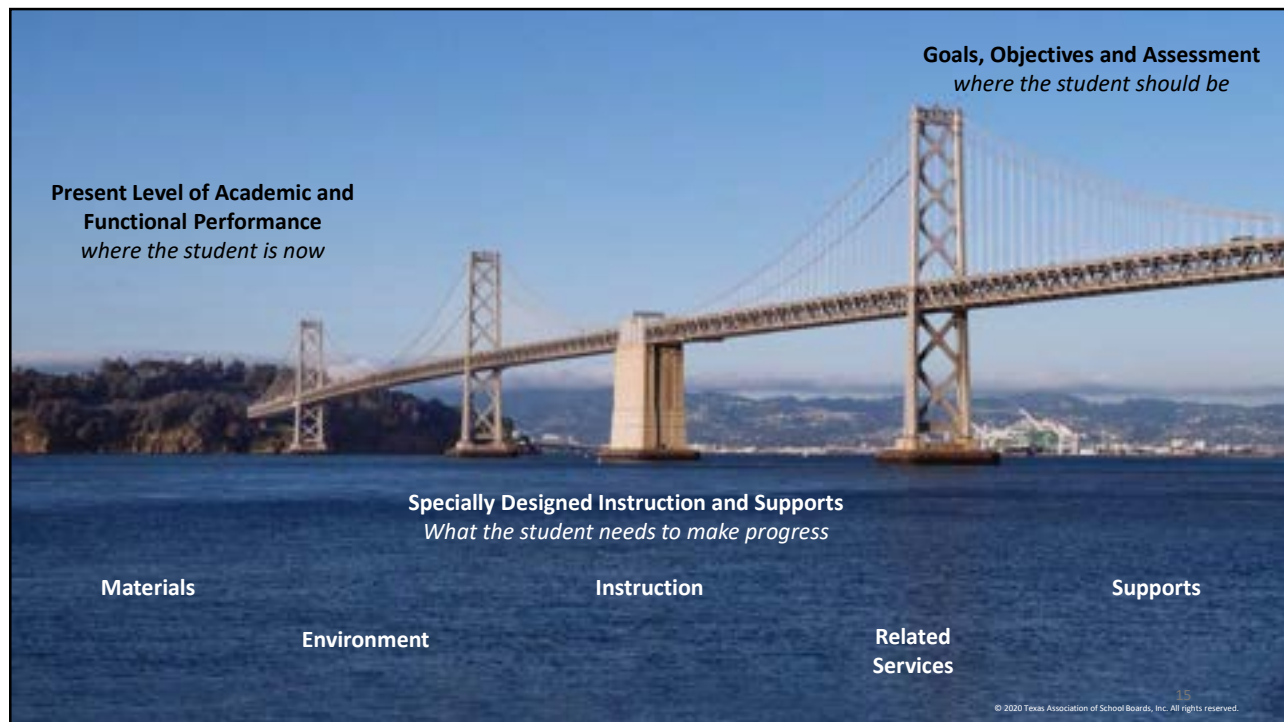 Goals, Objectives and Assessment
where the student should be
Present Level of Academic and
Functional Performance
where the student is now
Specially Designed Instruction and Supports
What the student needs to make progress
Materials
Instruction
Supports
Environment
Related
Services
15
© 2020 Texas Association of School Boards, Inc. All rights reserved.